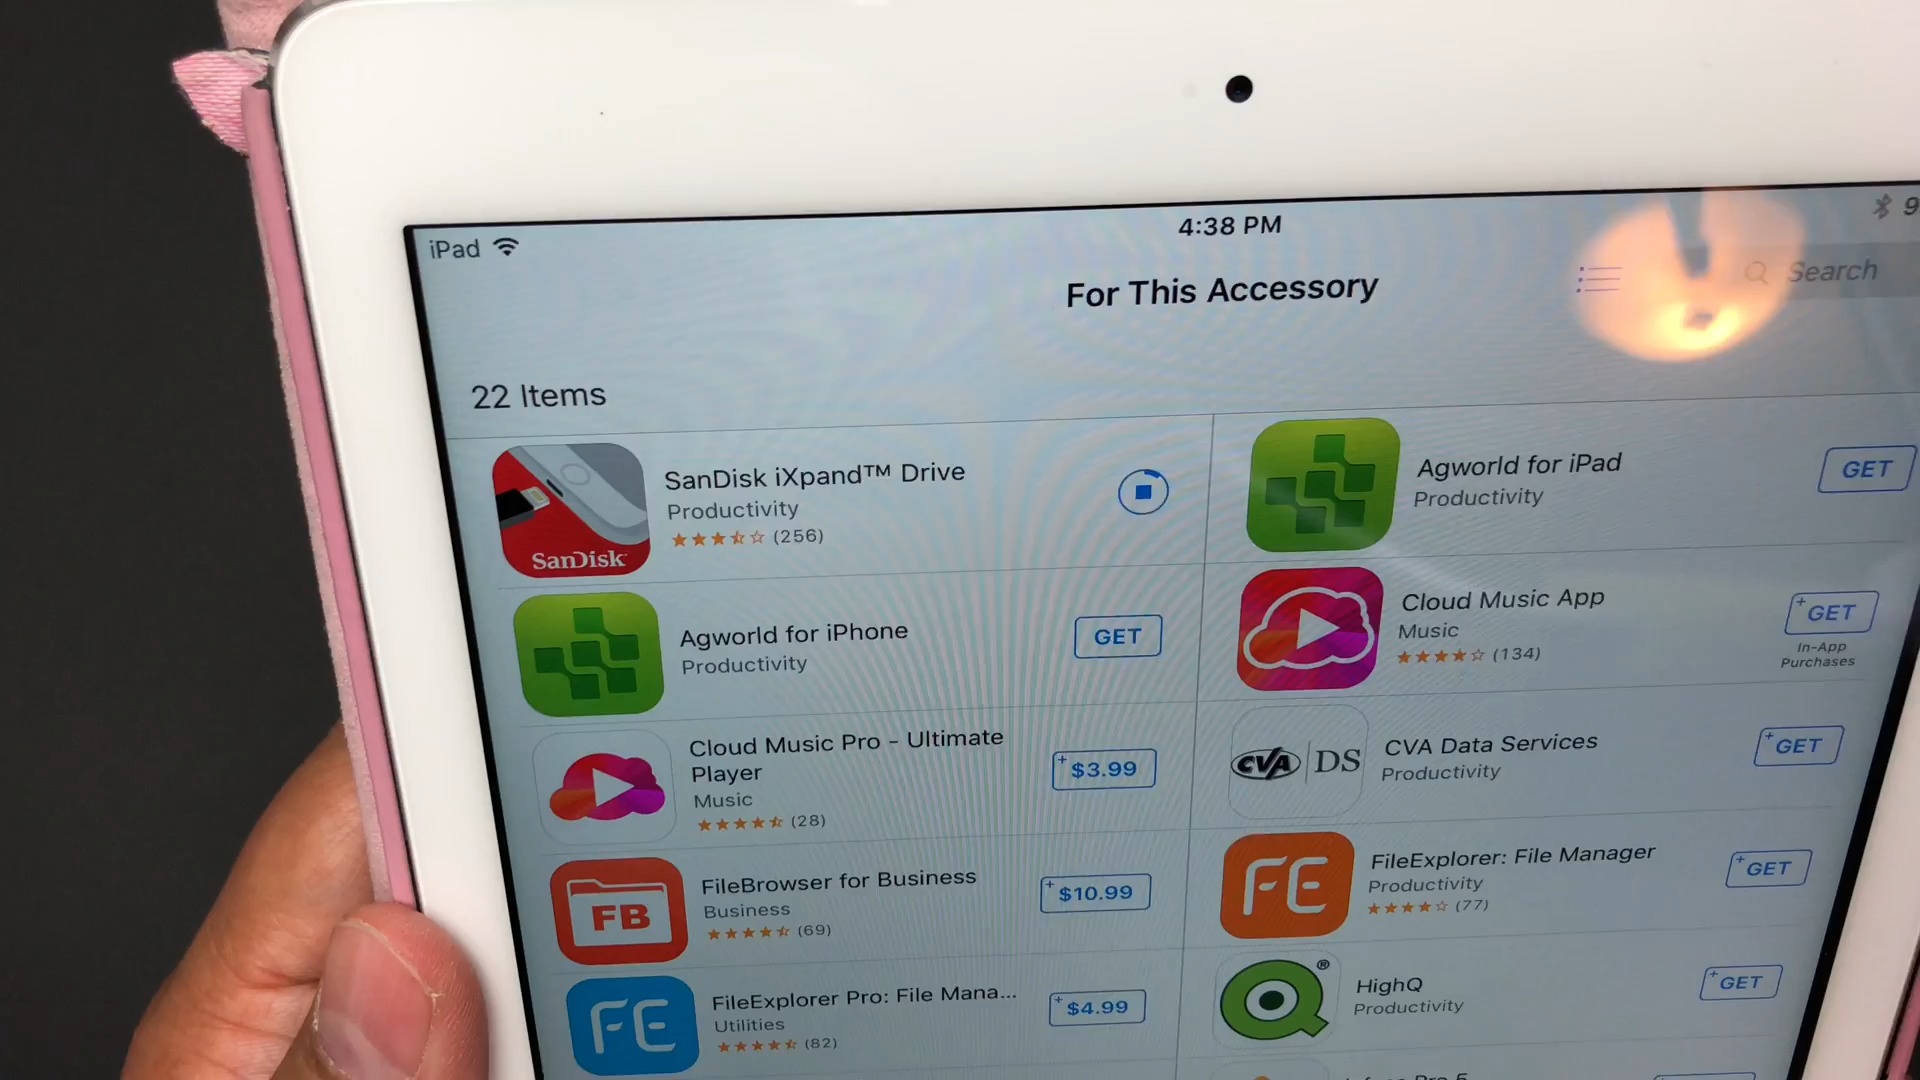 iPad
4:38 PM
9
For This Accessory
Search
22 Items
SanDisk
SanDisk iXpand™ Drive
Productivity
(256)
Agworld for iPad
Productivity
GET
Agworld for iPhone
Productivity
GET
Cloud Music App
Music
(134)
+GET
In-App
Purchases
Cloud Music Pro - Ultimate
Player
Music
(28)
+$3.99
CVA DS
CVA Data Services
Productivity
+GET
FB
FileBrowser for Business
Business
(69)
+$10.99
FE
FileExplorer: File Manager
Productivity
(77)
+GET
FE
FileExplorer Pro: File Mana...
Utilities
(82)
+$4.99
®
HighQ
Productivity
+GET